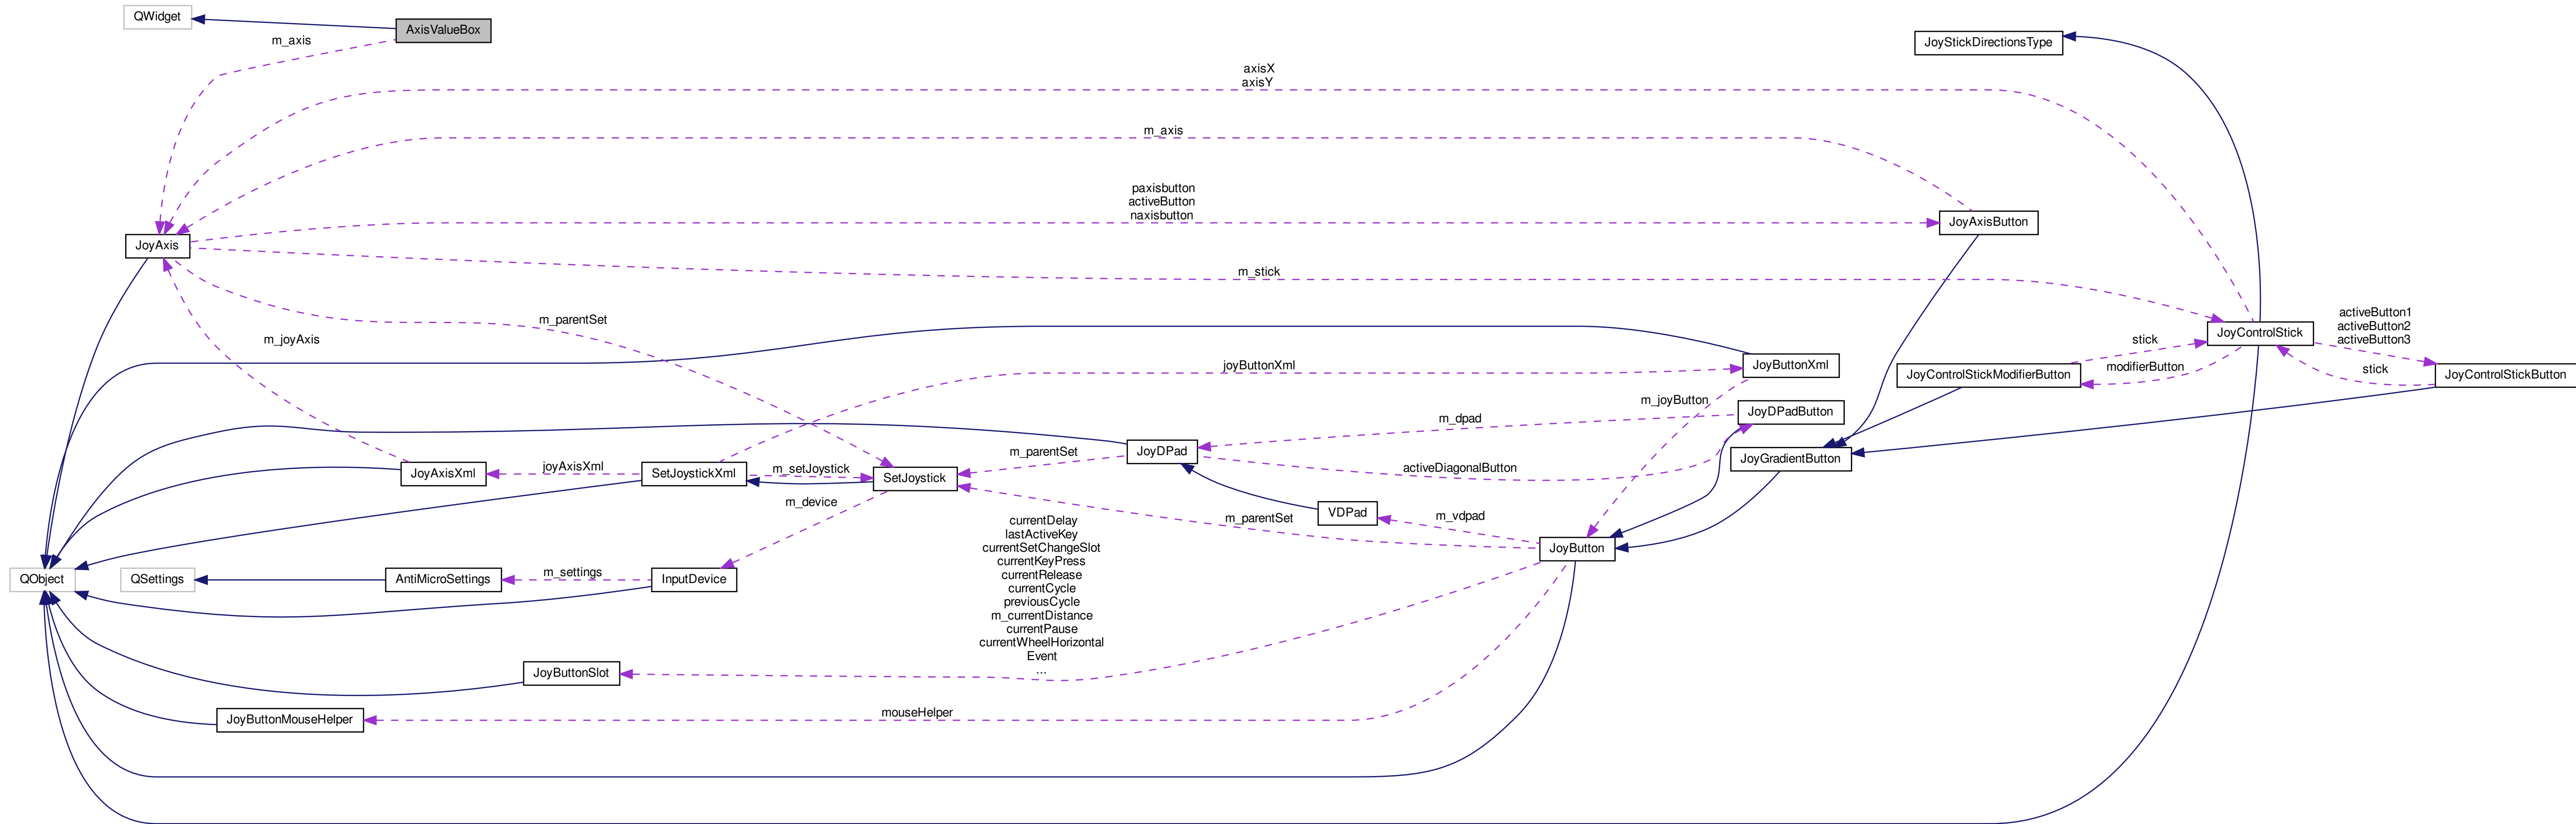 QWidget
AxisValueBox
m_axis
JoyStickDirectionsType
axisX
axisY
m_axis
paxisbutton
activeButton
naxisbutton
JoyAxisButton
JoyAxis
m_stick
m_parentSet
m_joyAxis
JoyControlStick
activeButton1
activeButton2
activeButton3
stick
modifierButton
stick
JoyControlStickModifierButton
JoyControlStickButton
joyButtonXml
JoyButtonXml
m_joyButton
JoyDPadButton
m_dpad
JoyDPad
m_parentSet
activeDiagonalButton
JoyGradientButton
JoyAxisXml
joyAxisXml
SetJoystickXml
m_setJoystick
SetJoystick
m_device
VDPad
m_vdpad
m_parentSet
JoyButton
currentDelay
lastActiveKey
currentSetChangeSlot
currentKeyPress
currentRelease
currentCycle
previousCycle
m_currentDistance
currentPause
currentWheelHorizontal
Event
...
QObject
QSettings
AntiMicroSettings
m_settings
InputDevice
JoyButtonSlot
JoyButtonMouseHelper
mouseHelper